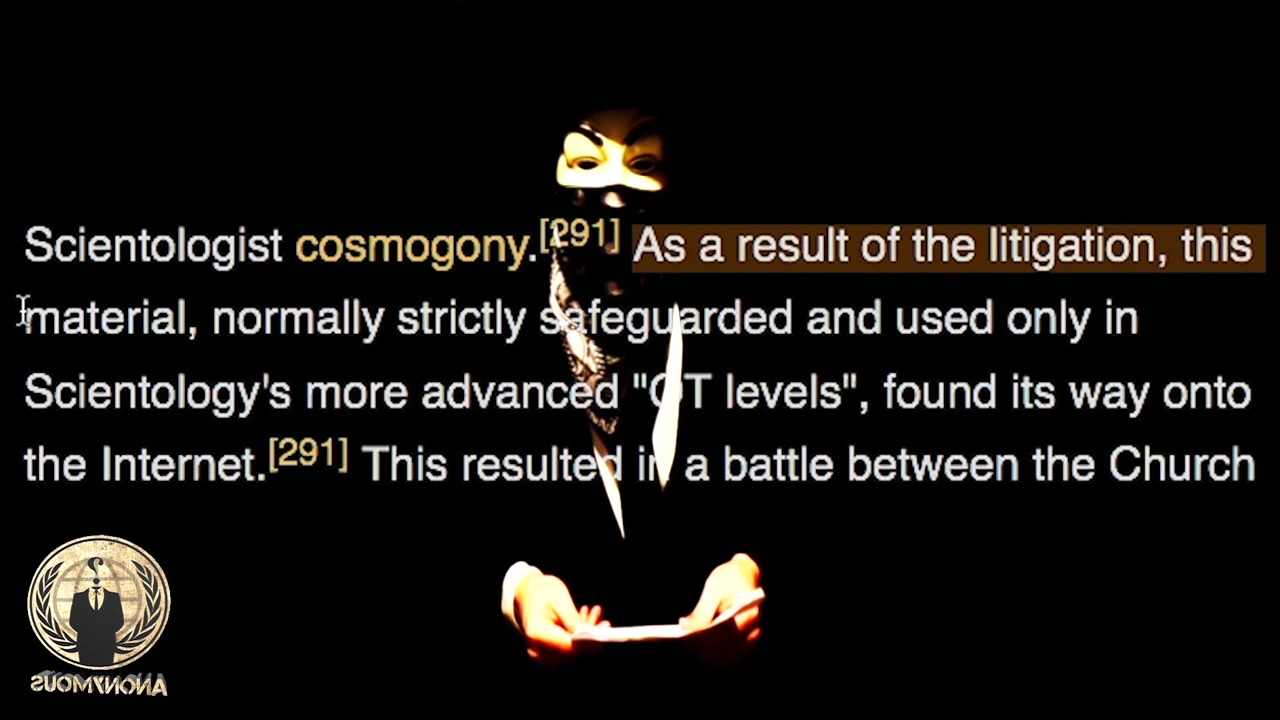 Scientologist cosmogony.[291] As a result of the litigation, this
material, normally strictly safeguarded and used only in
Scientology's more advanced "OT levels", found its way onto
the Internet.[291] This resulted in a battle between the Church
ANONYMOUS